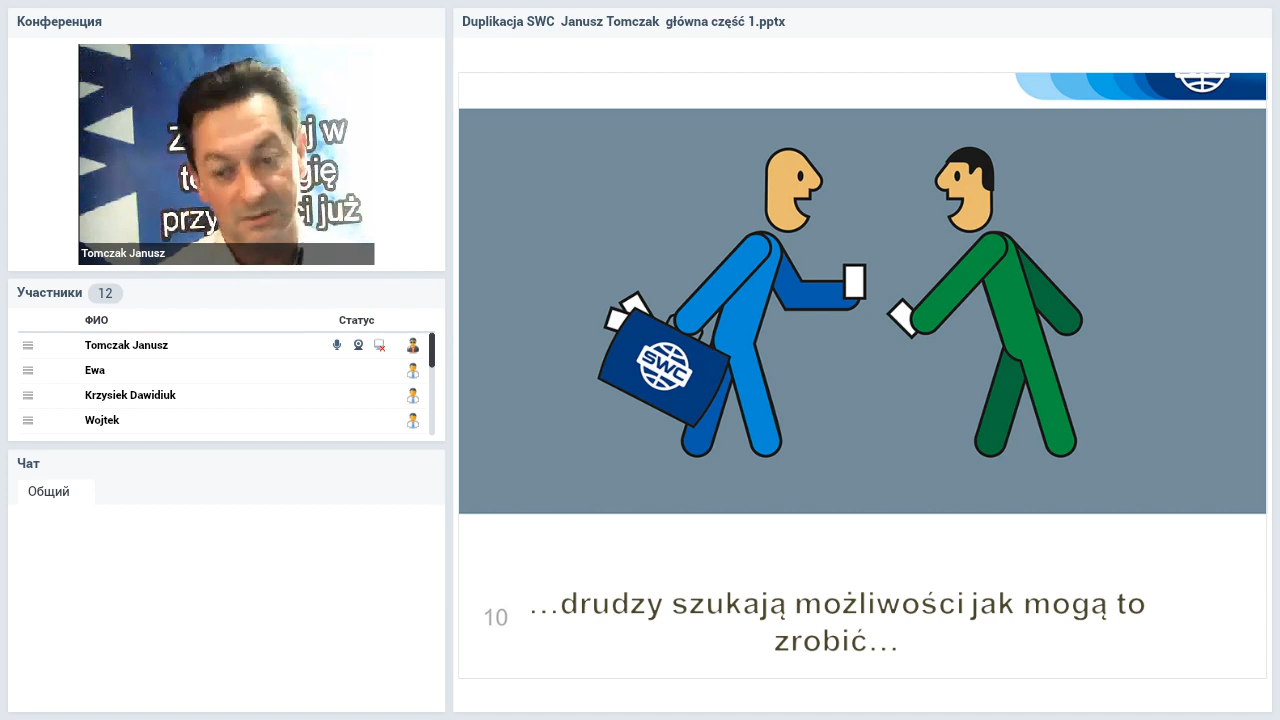 Конференция
Tomczak Janusz
Участники 12
ФИО Статус
Tomczak Janusz
Ewa
Krzysiek Dawidiuk
Wojtek
Чат
Общий
Duplikacja SWC Janusz Tomczak główna część 1.pptx
SWC
10 ...drudzy szukają możliwości jak mogą to
zrobić...